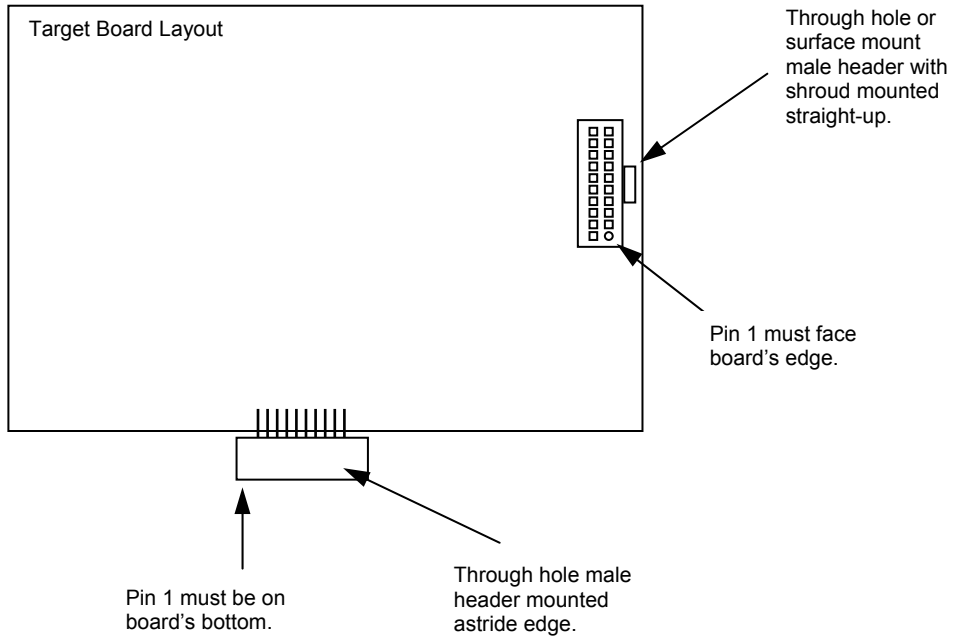 Target Board Layout
Through hole or
surface mount
male header with
shroud mounted
straight-up.
Pin 1 must face
board’s edge.
Through hole male
header mounted
astride edge.
Pin 1 must be on
board’s bottom.